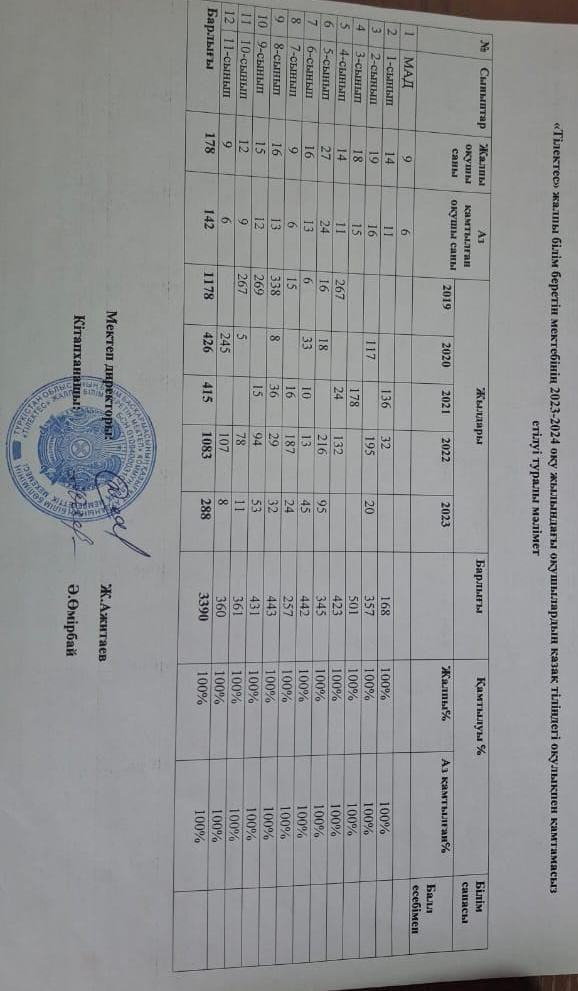 «Тілектес» жалпы білім беретін мектебінің 2023-2024 оқу жылындағы оқушылардың қазақ тіліндегі оқулықпен қамтамасыз
етілуі туралы мәлімет
№ Сыныптар Жалпы оқушы саны Аз қамтылған оқушы саны Жылдары Барлығы Қамтылуы % Білім сапасы
2019 2020 2021 2022 2023 Жалпы% Аз қамтылған% Балл есебімен
1 МАД 9 6
2 1-сынып 14 11 136 32 168 100% 100%
3 2-сынып 19 16 117 195 20 357 100% 100%
4 3-сынып 18 15 178 501 100% 100%
5 4-сынып 14 11 267 24 132 423 100% 100%
6 5-сынып 27 24 16 18 216 95 345 100% 100%
7 6-сынып 16 13 6 33 10 13 45 442 100% 100%
8 7-сынып 9 6 15 16 187 24 257 100% 100%
9 8-сынып 16 13 338 8 36 29 32 443 100% 100%
10 9-сынып 15 12 269 15 94 53 431 100% 100%
11 10-сынып 12 9 267 5 78 11 361 100% 100%
12 11-сынып 9 6 245 107 8 360 100% 100%
Барлығы 178 142 1178 426 415 1083 288 3390 100% 100%
Мектеп директоры: Ж.Ажитаев
Кітапханашы: Ә.Өмірбай